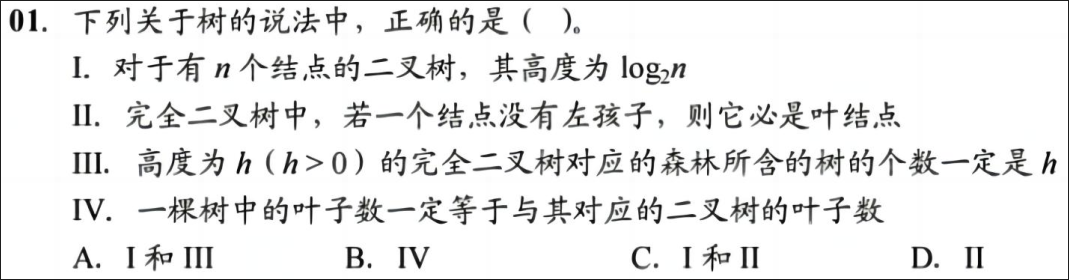 01. 下列关于树的说法中，正确的是（ ）。
I. 对于有 n 个结点的二叉树，其高度为 log₂n
II. 完全二叉树中，若一个结点没有左孩子，则它必是叶结点
III. 高度为 h（h > 0）的完全二叉树对应的森林所含的树的个数一定是 h
IV. 一棵树中的叶子数一定等于与其对应的二叉树的叶子数
A. I 和 III B. IV C. I 和 II D. II